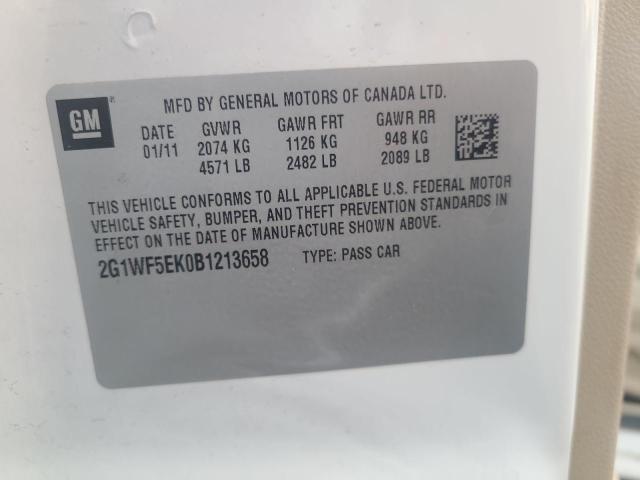 GM
MFD BY GENERAL MOTORS OF CANADA LTD.
DATE GVWR GAWR FRT GAWR RR
01/11 2074 KG 1126 KG 948 KG
4571 LB 2482 LB 2089 LB
THIS VEHICLE CONFORMS TO ALL APPLICABLE U.S. FEDERAL MOTOR
VEHICLE SAFETY, BUMPER, AND THEFT PREVENTION STANDARDS IN
EFFECT ON THE DATE OF MANUFACTURE SHOWN ABOVE.
2G1WF5EK0B1213658 TYPE: PASS CAR